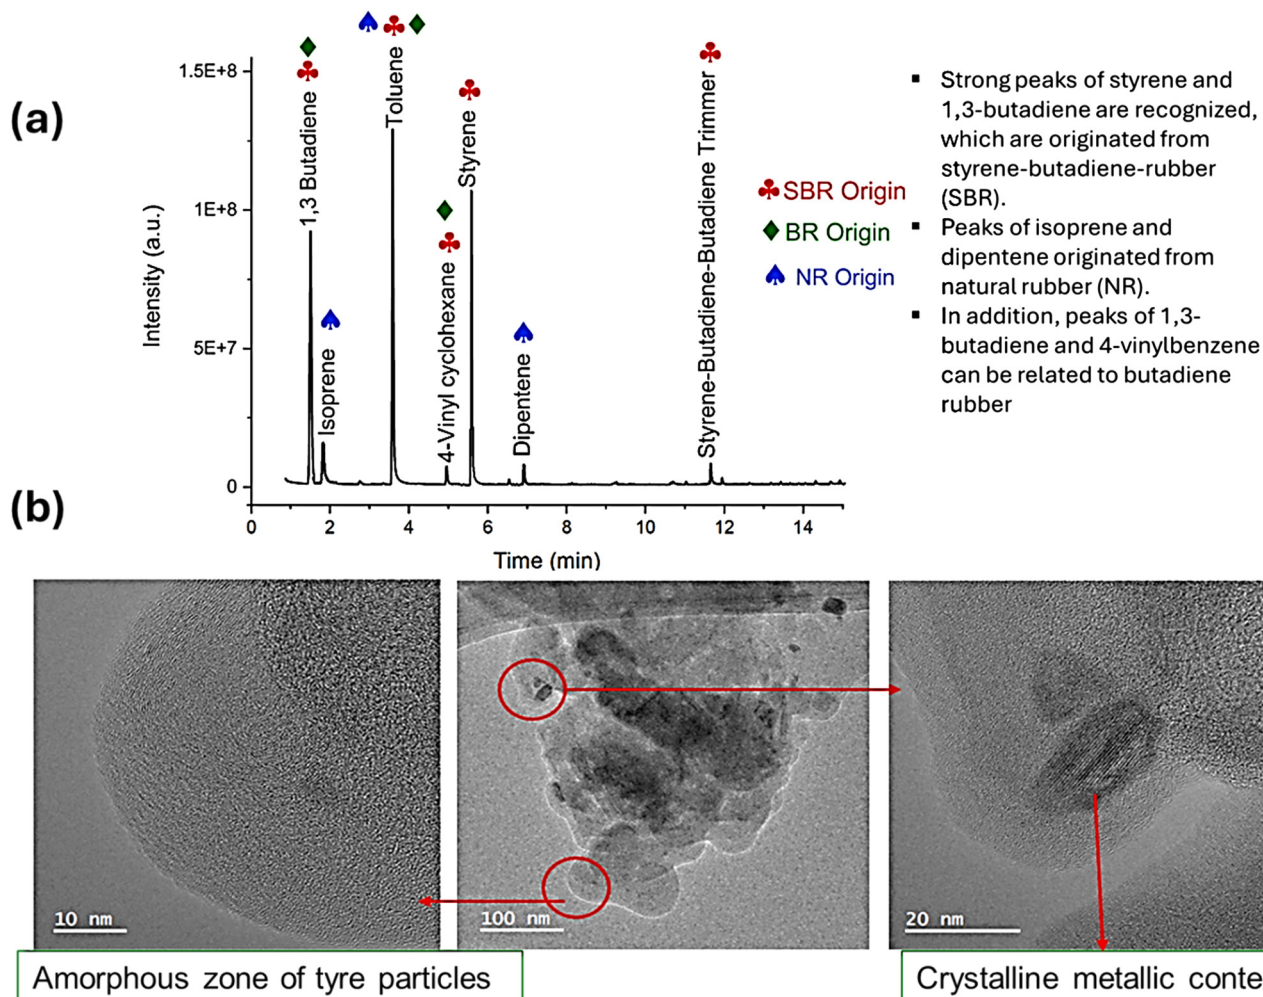 (a)
1.5E+8
1E+8
5E+7
0
Intensity (a.u.)
1,3 Butadiene
Isoprene
Toluene
4-Vinyl cyclohexane
Styrene
Dipentene
Styrene-Butadiene-Butadiene Trimmer
0 2 4 6 8 10 12 14
Time (min)
SBR Origin
BR Origin
NR Origin
▪ Strong peaks of styrene and
1,3-butadiene are recognized,
which are originated from
styrene-butadiene-rubber
(SBR).
▪ Peaks of isoprene and
dipentene originated from
natural rubber (NR).
▪ In addition, peaks of 1,3-
butadiene and 4-vinylbenzene
can be related to butadiene
rubber
(b)
10 nm
100 nm
20 nm
Amorphous zone of tyre particles
Crystalline metallic conte